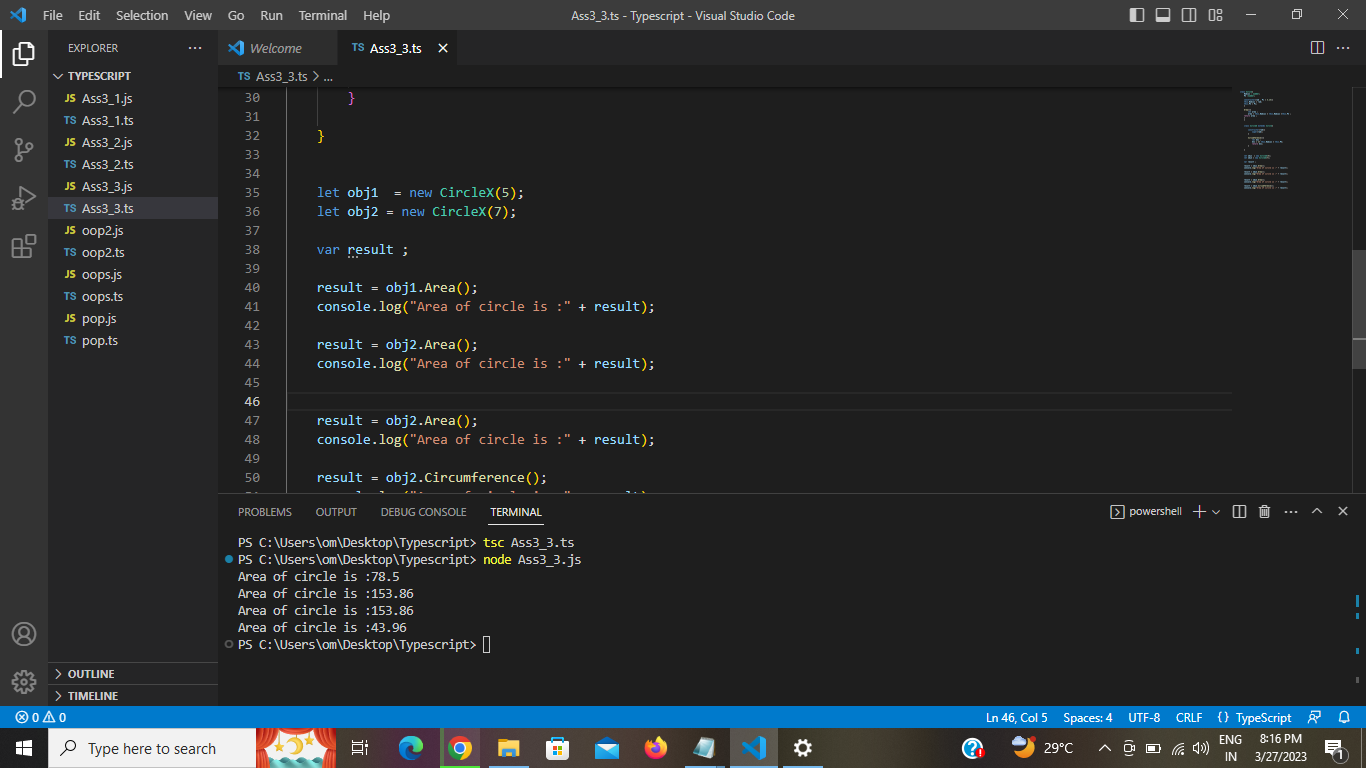 File Edit Selection View Go Run Terminal Help
Ass3_3.ts - Typescript - Visual Studio Code
EXPLORER
TYPESCRIPT
JS Ass3_1.js
TS Ass3_1.ts
JS Ass3_2.js
TS Ass3_2.ts
JS Ass3_3.js
TS Ass3_3.ts
JS oop2.js
TS oop2.ts
JS oops.js
TS oops.ts
JS pop.js
TS pop.ts
OUTLINE
TIMELINE
Welcome
TS Ass3_3.ts
TS Ass3_3.ts > ...
30 }
31
32 }
33
34
35 let obj1  = new CircleX(5);
36 let obj2 = new CircleX(7);
37
38 var result ;
39
40 result = obj1.Area();
41 console.log("Area of circle is :" + result);
42
43 result = obj2.Area();
44 console.log("Area of circle is :" + result);
45
46
47 result = obj2.Area();
48 console.log("Area of circle is :" + result);
49
50 result = obj2.Circumference();
PROBLEMS OUTPUT DEBUG CONSOLE TERMINAL
powershell
PS C:\Users\om\Desktop\Typescript> tsc Ass3_3.ts
PS C:\Users\om\Desktop\Typescript> node Ass3_3.js
Area of circle is :78.5
Area of circle is :153.86
Area of circle is :153.86
Area of circle is :43.96
PS C:\Users\om\Desktop\Typescript>
0 0
Ln 46, Col 5 Spaces: 4 UTF-8 CRLF {} TypeScript
Type here to search
29°C
ENG
IN
8:16 PM
3/27/2023
1